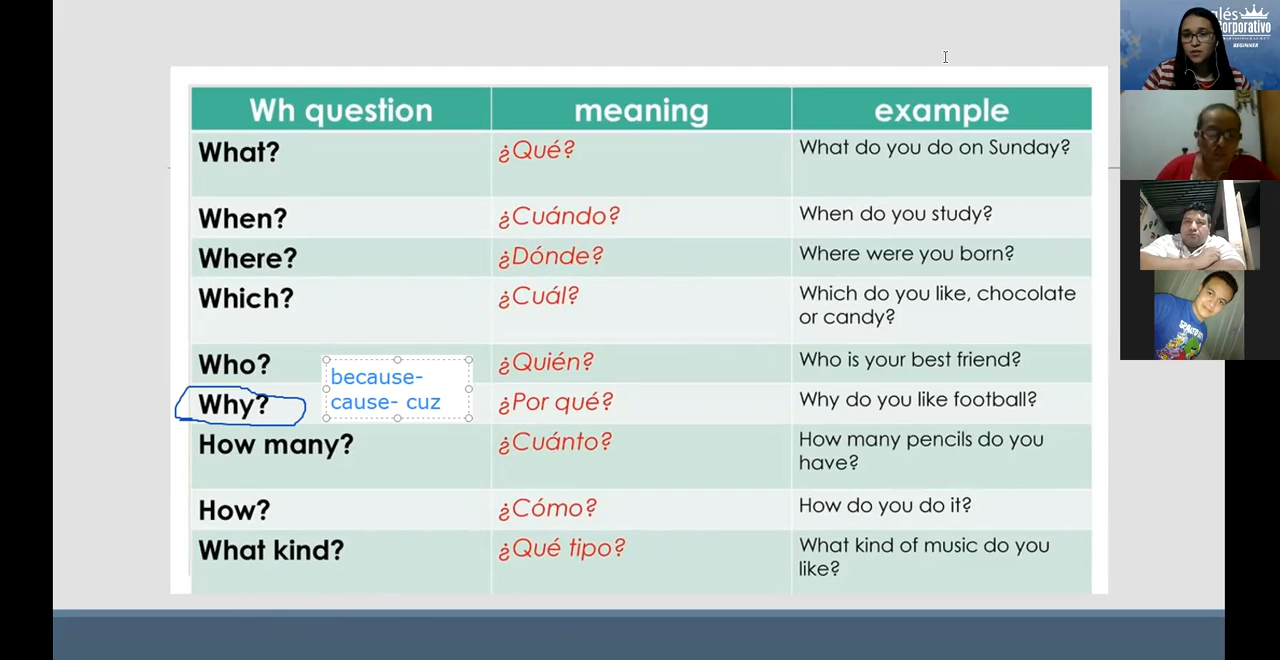 Wh question meaning example
What? ¿Qué? What do you do on Sunday?
When? ¿Cuándo? When do you study?
Where? ¿Dónde? Where were you born?
Which? ¿Cuál? Which do you like, chocolate
or candy?
Who? ¿Quién? Who is your best friend?
because-
cause- cuz
Why? ¿Por qué? Why do you like football?
How many? ¿Cuánto? How many pencils do you
have?
How? ¿Cómo? How do you do it?
What kind? ¿Qué tipo? What kind of music do you
like?
BEGINNER